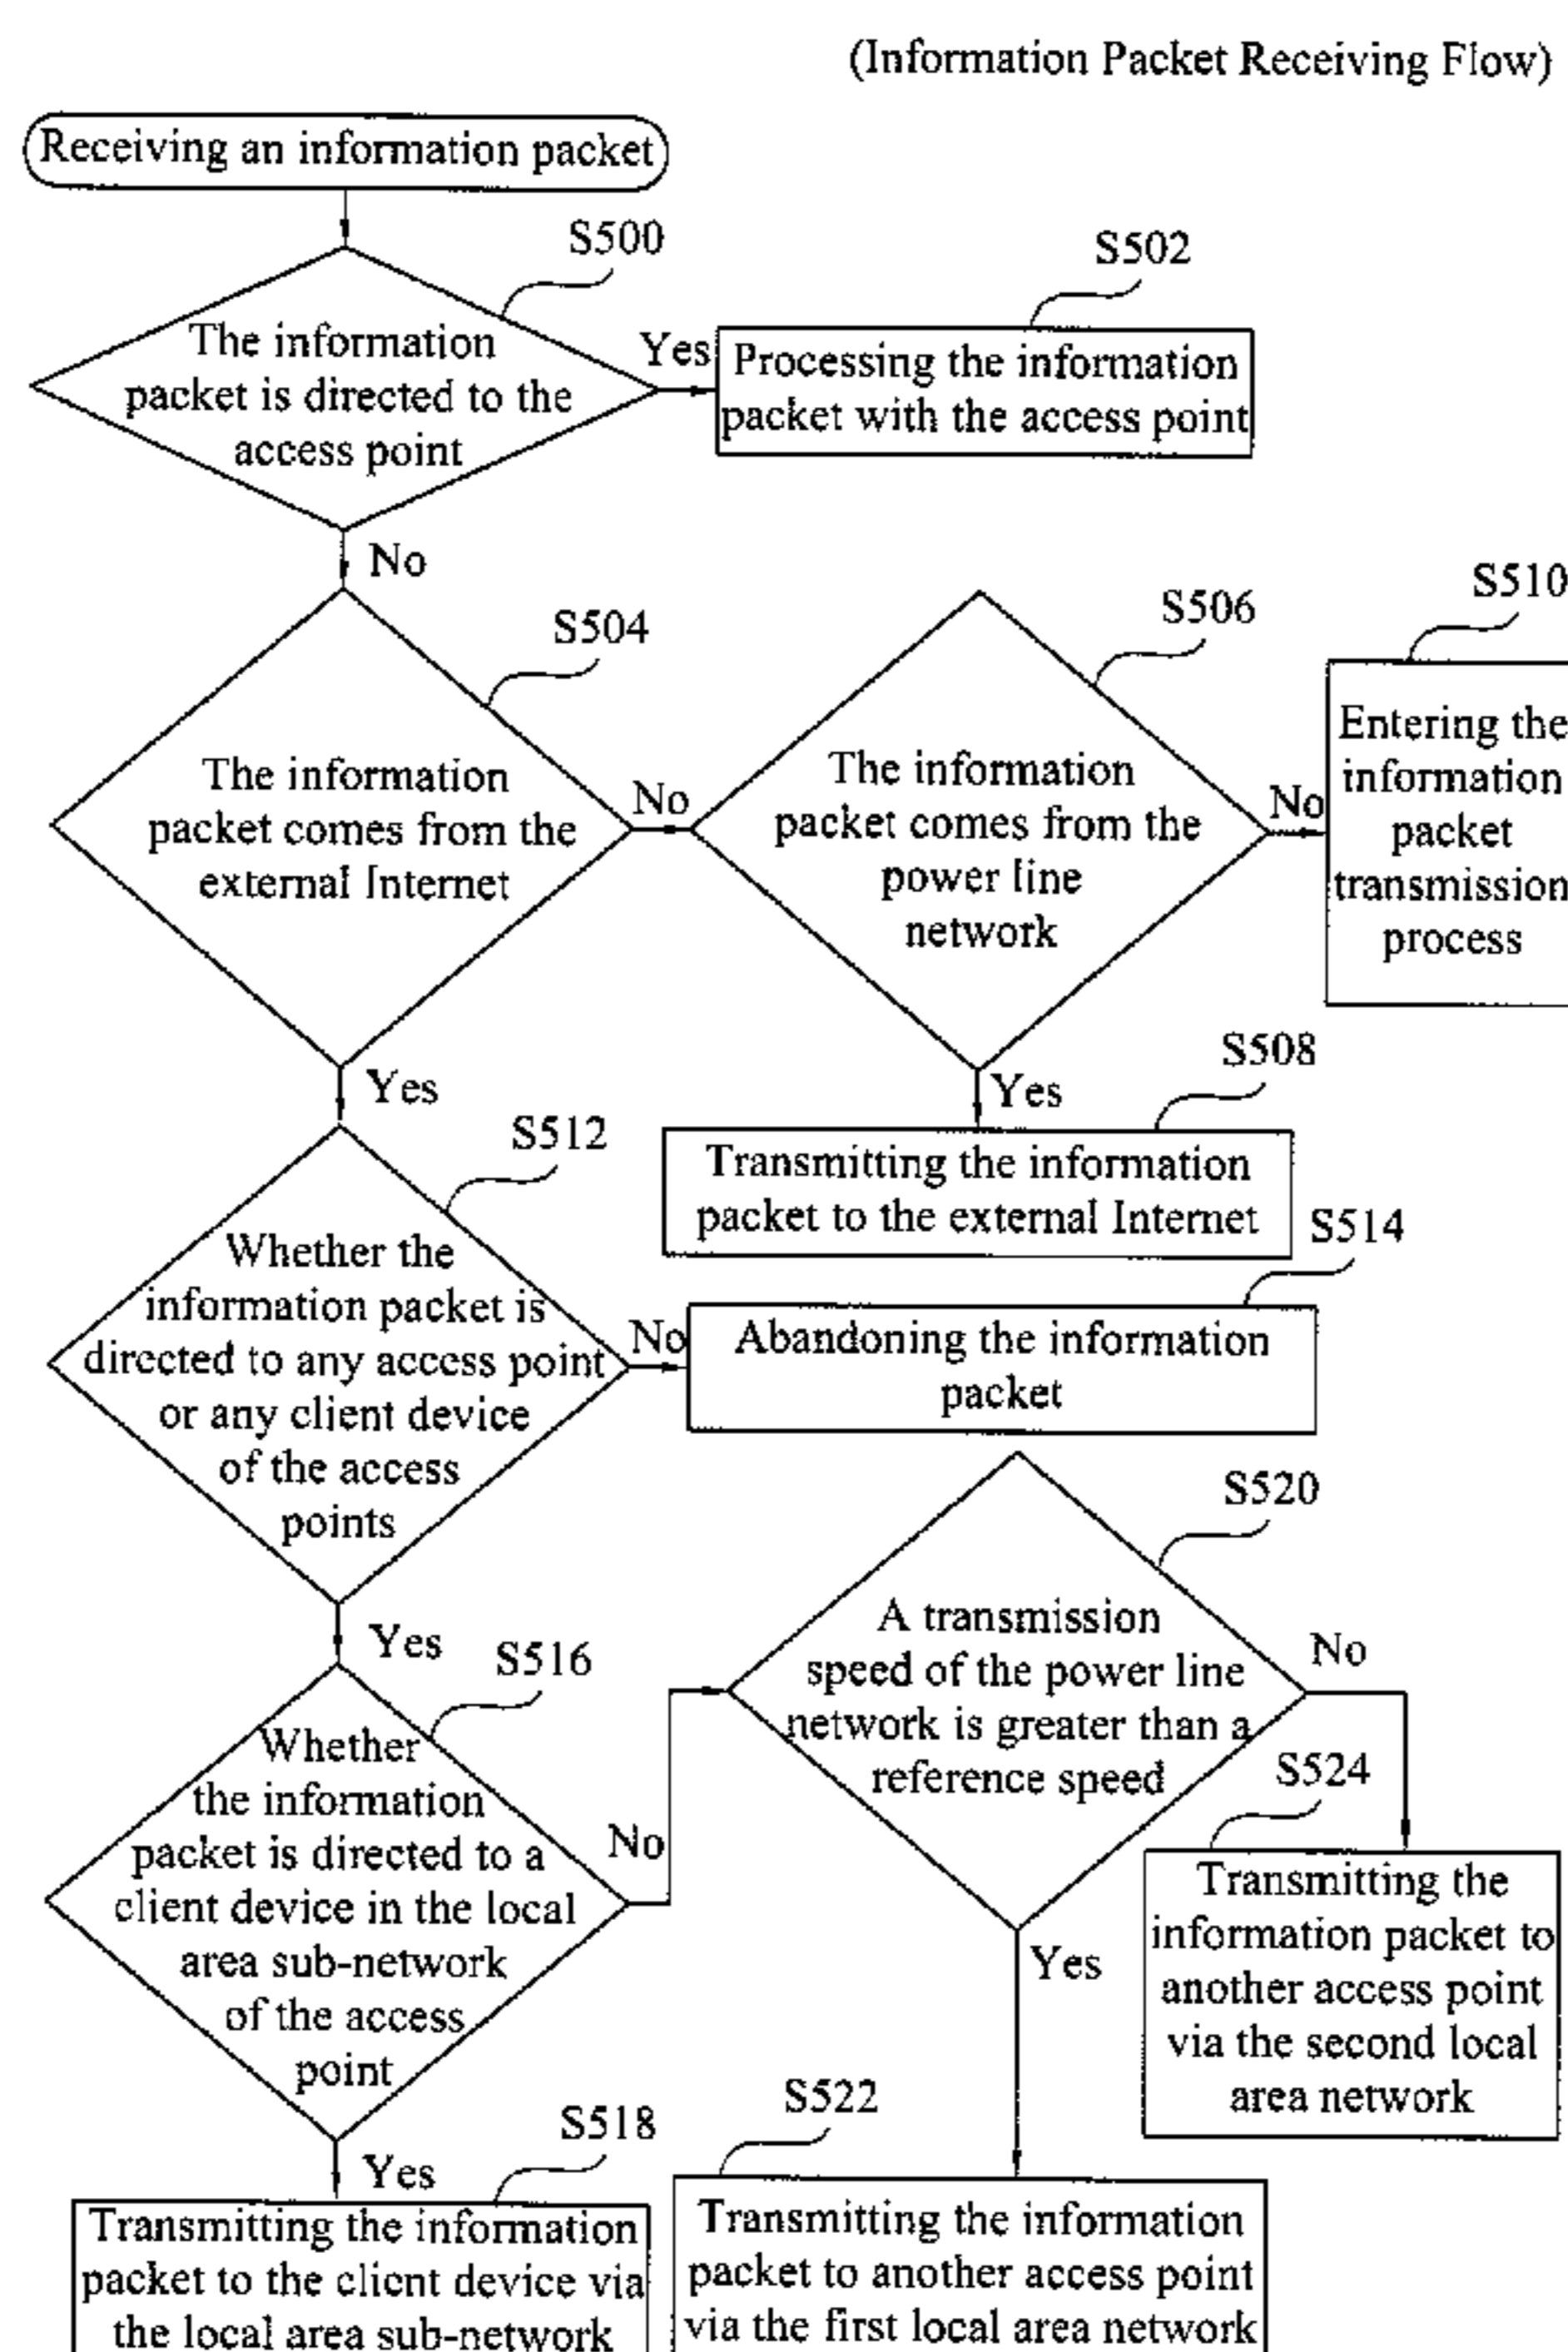 (Information Packet Receiving Flow)
Receiving an information packet
S500
The information
packet is directed to the
access point
Yes
S502
Processing the information
packet with the access point
No
S504
The information
packet comes from the
external Internet
No
S506
The information
packet comes from the
power line
network
No
S510
Entering the
information
packet
transmission
process
Yes
S508
Transmitting the information
packet to the external Internet
Yes
S512
Whether the
information packet is
directed to any access point
or any client device
of the access
points
No
S514
Abandoning the information
packet
Yes
S516
Whether
the information
packet is directed to a
client device in the local
area sub-network
of the access
point
No
S520
A transmission
speed of the power line
network is greater than a
reference speed
No
S524
Transmitting the
information packet to
another access point
via the second local
area network
Yes
S522
Transmitting the information
packet to another access point
via the first local area network
Yes
S518
Transmitting the information
packet to the client device via
the local area sub-network